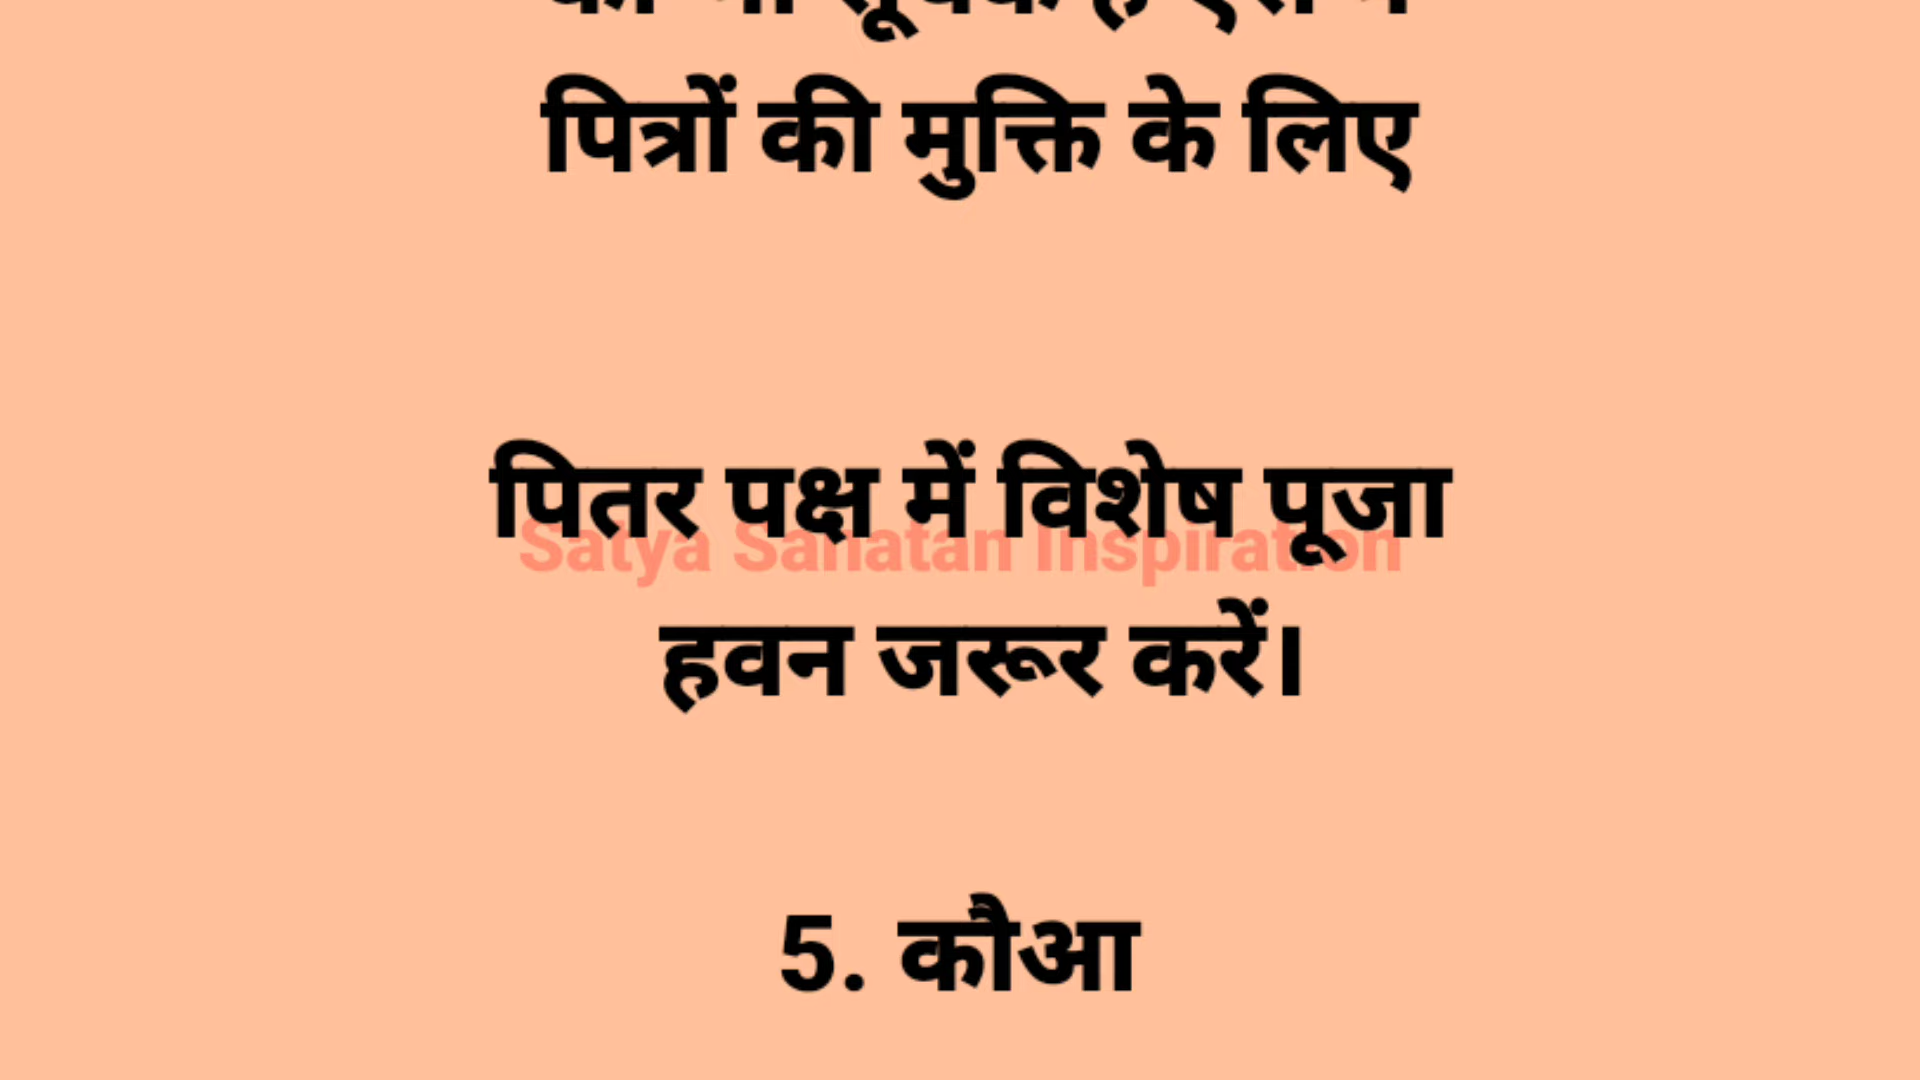 पित्रों की मुक्ति के लिए
पितर पक्ष में विशेष पूजा
Satya Sanatan Inspiration
हवन जरूर करें।
5. कौआ